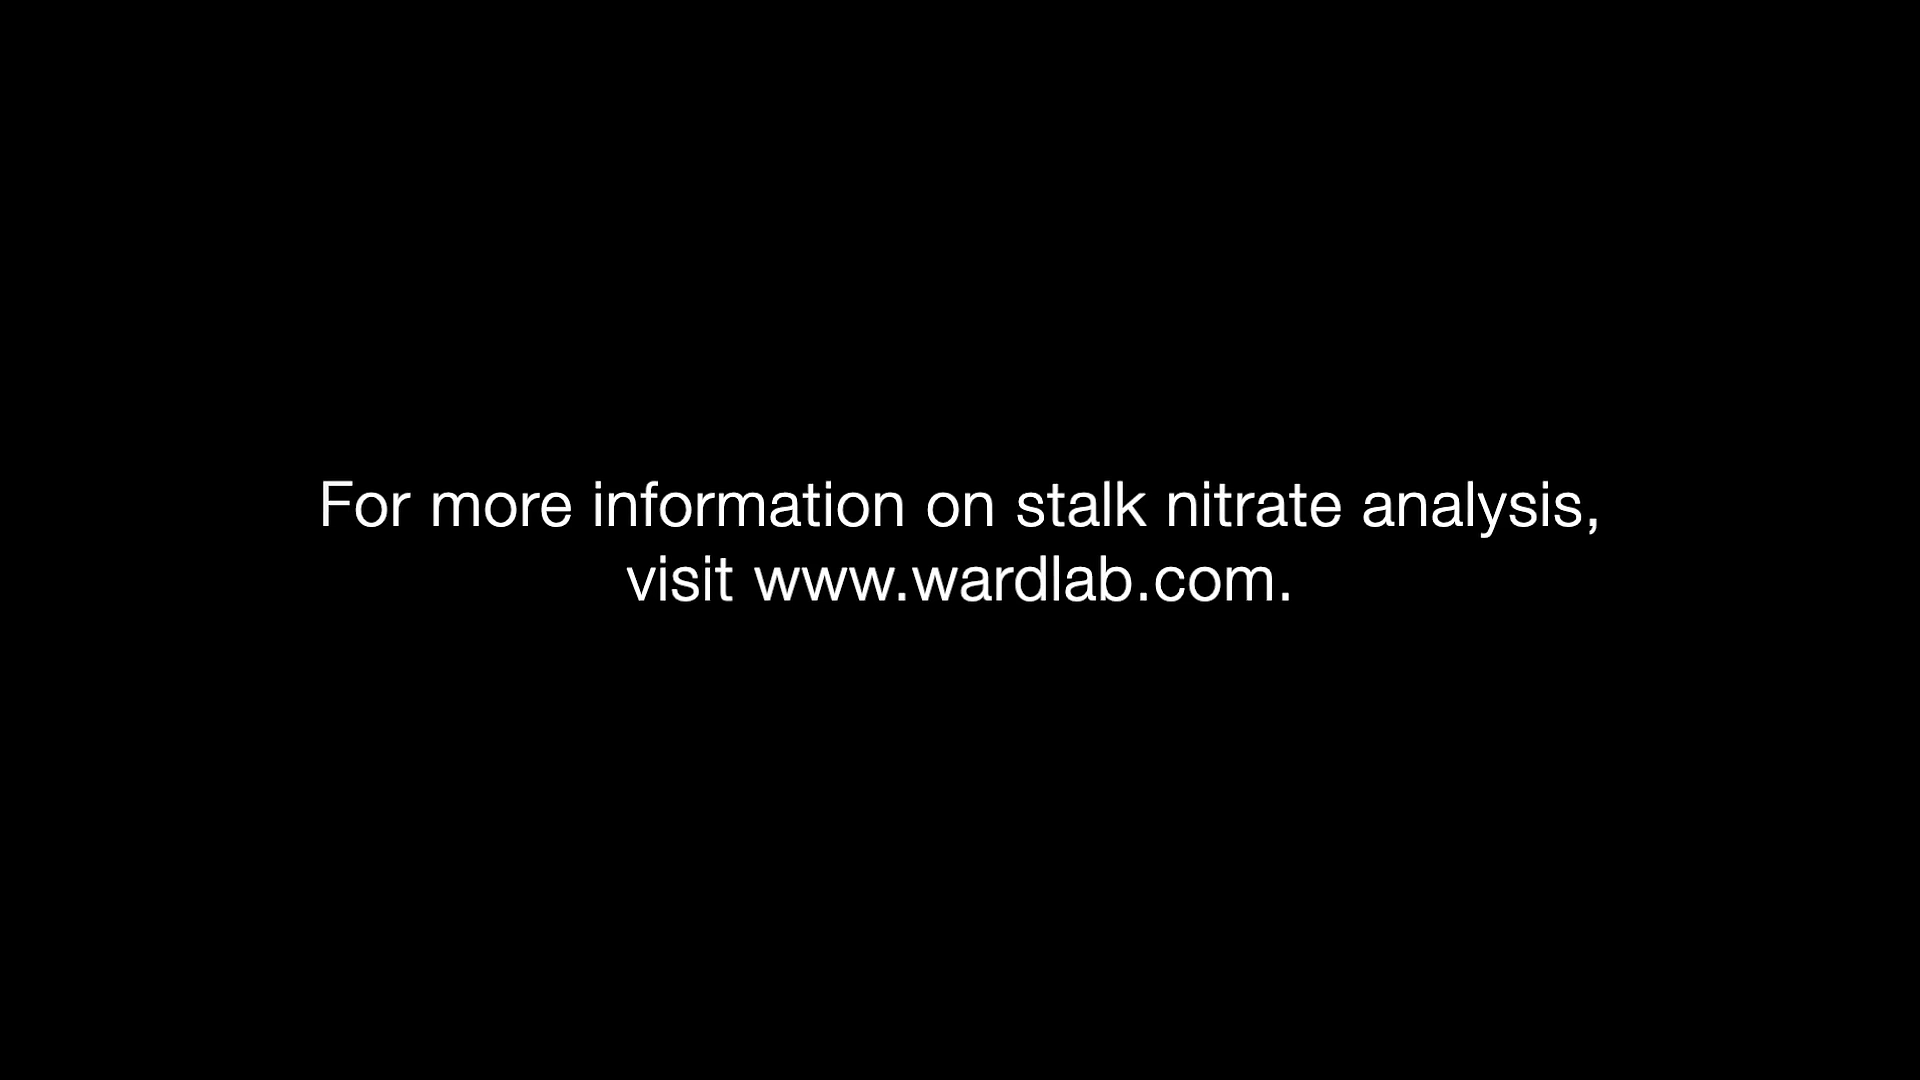 For more information on stalk nitrate analysis,
visit www.wardlab.com.